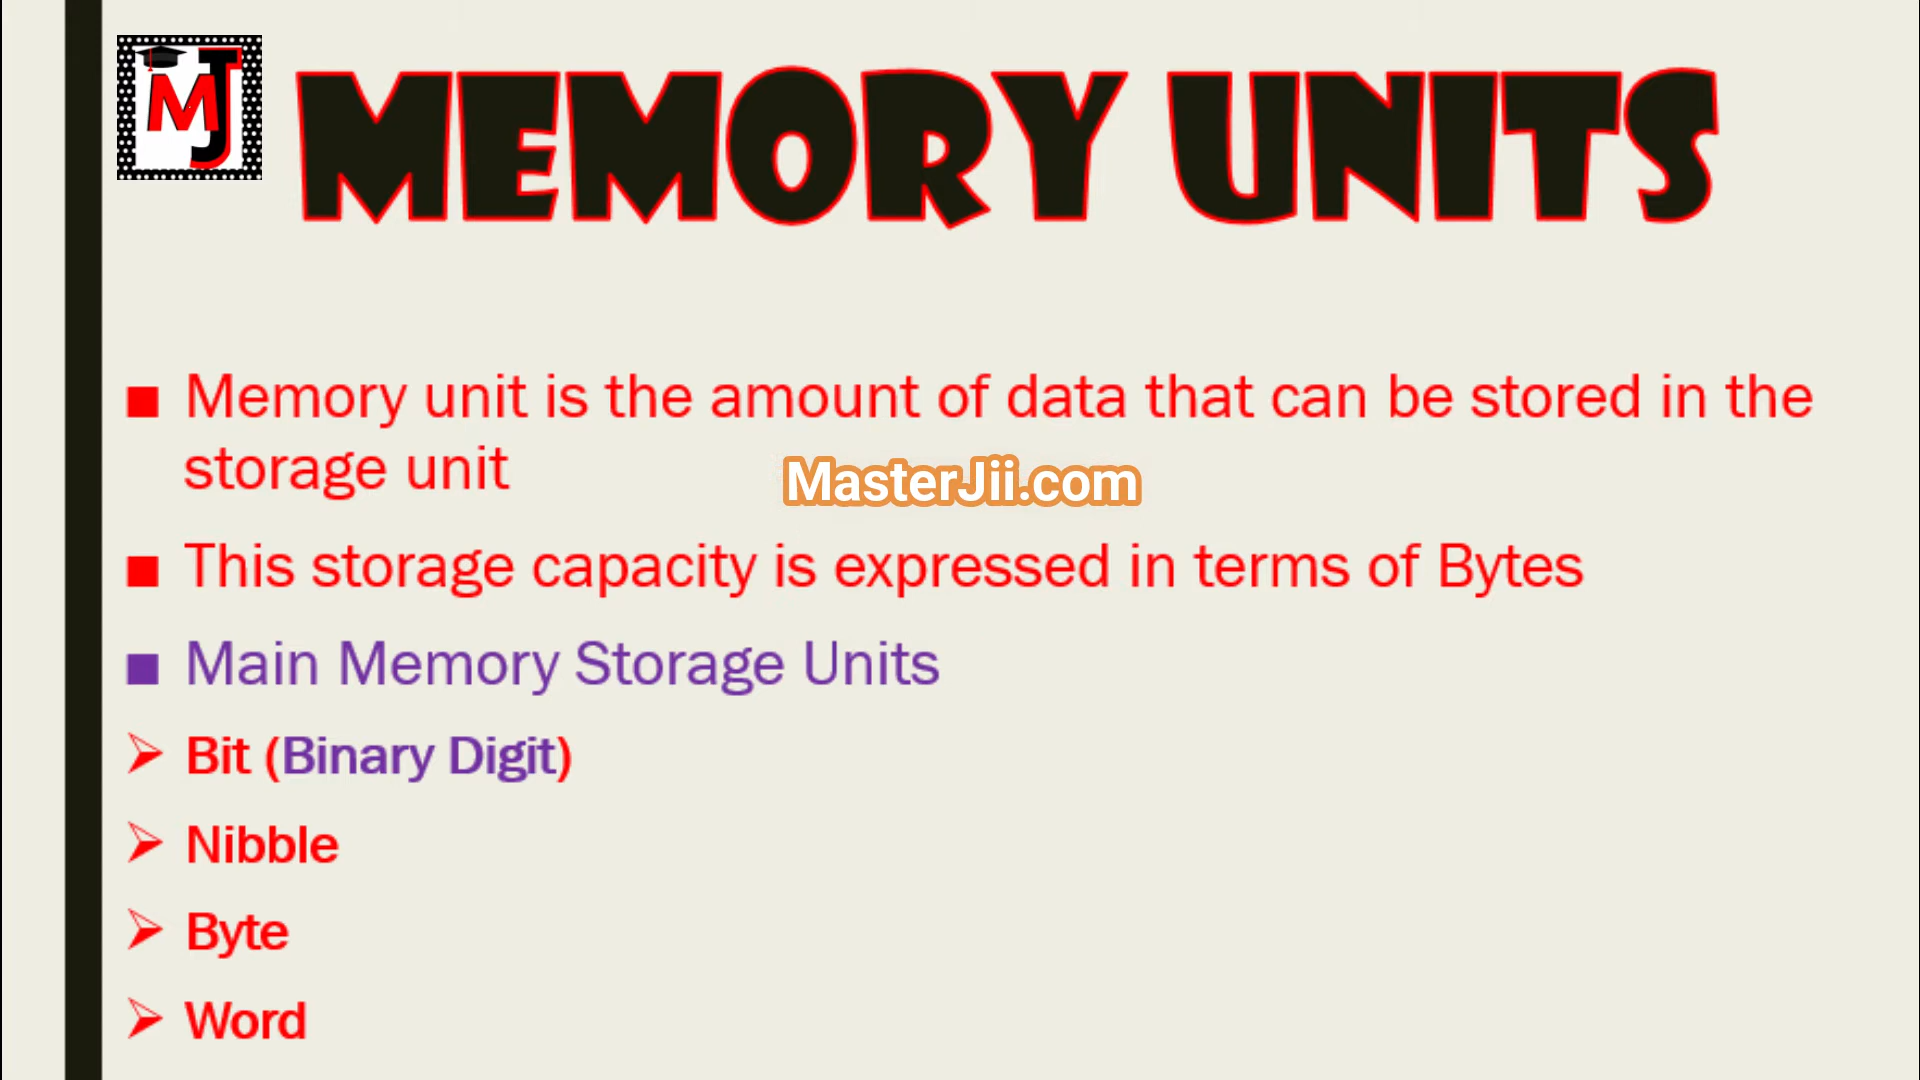 MJ
MEMORY UNITS
■ Memory unit is the amount of data that can be stored in the
storage unit
MasterJii.com
■ This storage capacity is expressed in terms of Bytes
■ Main Memory Storage Units
➢ Bit (Binary Digit)
➢ Nibble
➢ Byte
➢ Word